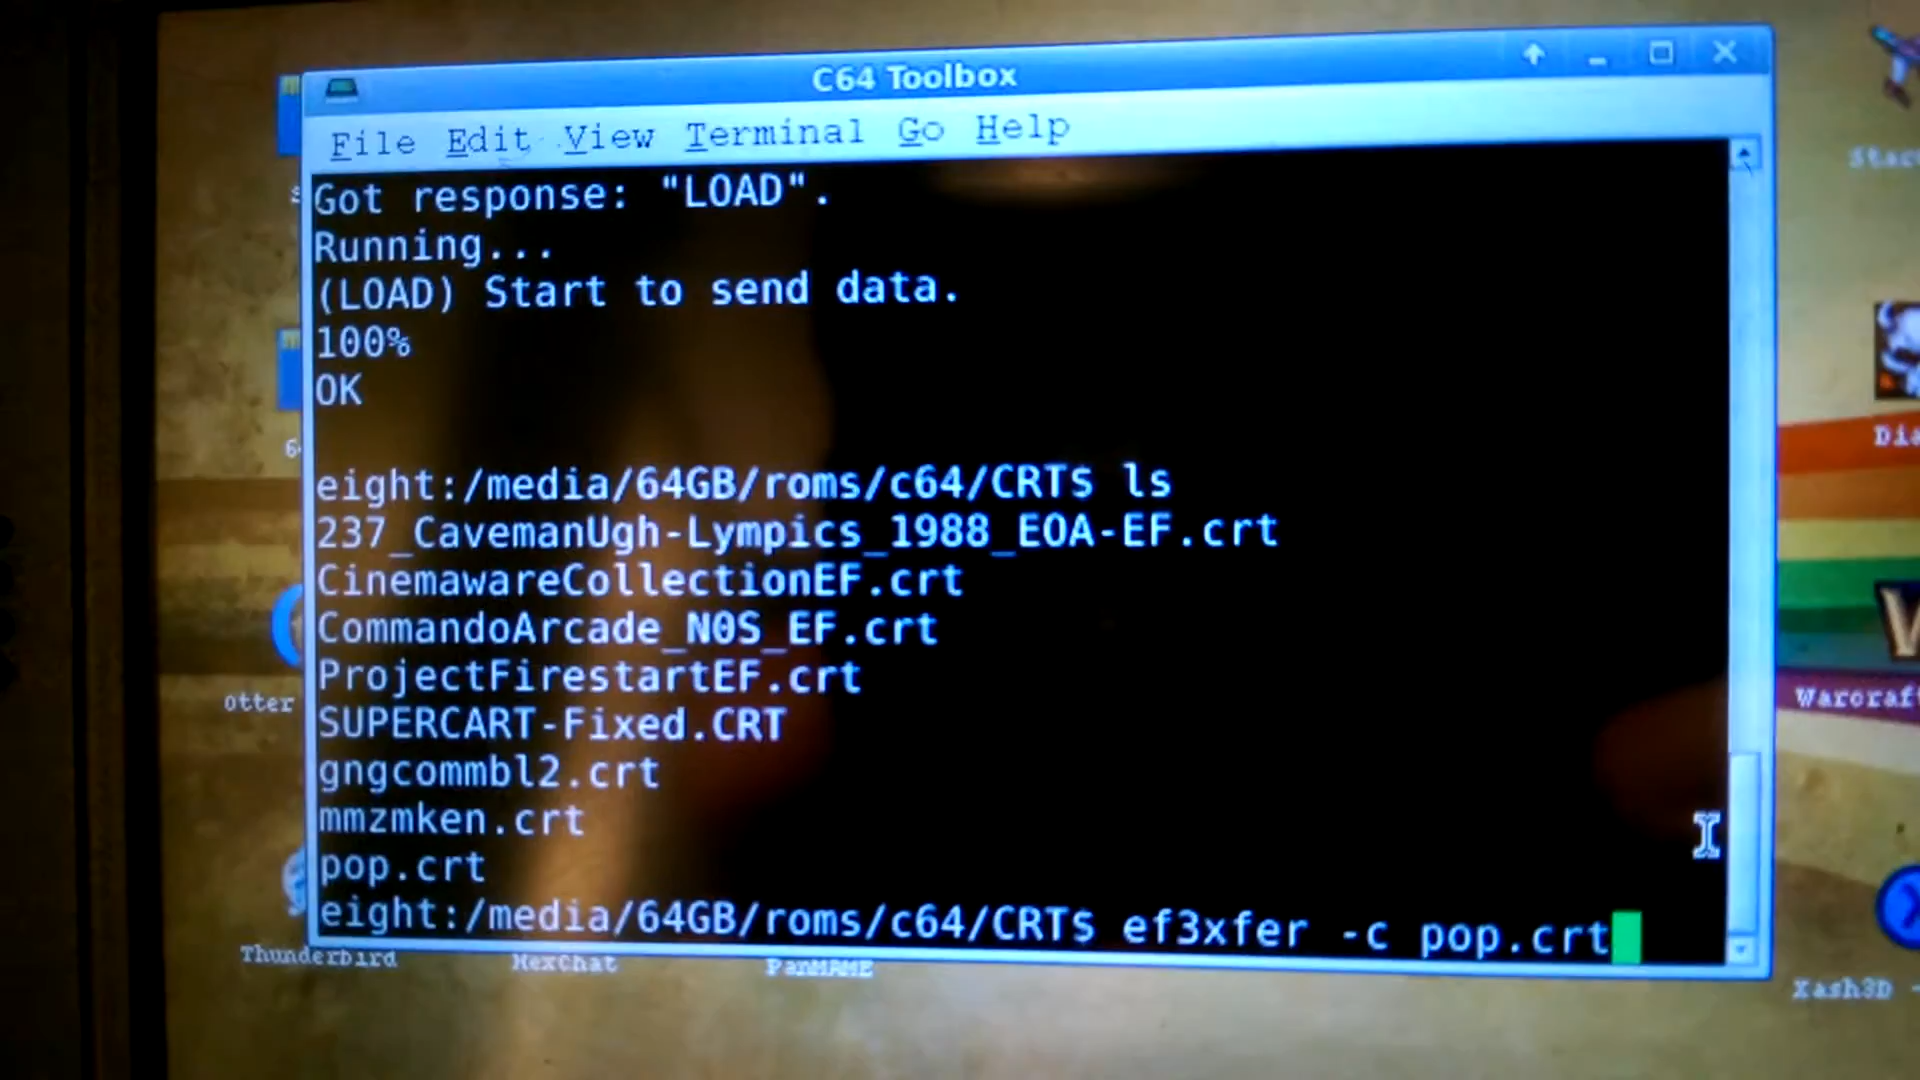 C64 Toolbox
File Edit View Terminal Go Help
Got response: "LOAD".
Running...
(LOAD) Start to send data.
100%
OK
eight:/media/64GB/roms/c64/CRT$ ls
237_CavemanUgh-Lympics_1988_EOA-EF.crt
CinemawareCollectionEF.crt
CommandoArcade_N0S_EF.crt
ProjectFirestartEF.crt
SUPERCART-Fixed.CRT
gngcommbl2.crt
mmzmken.crt
pop.crt
eight:/media/64GB/roms/c64/CRT$ ef3xfer -c pop.crt
otter
Thunderbird
HexChat
PanMAME
Warcraft
Xash3D -